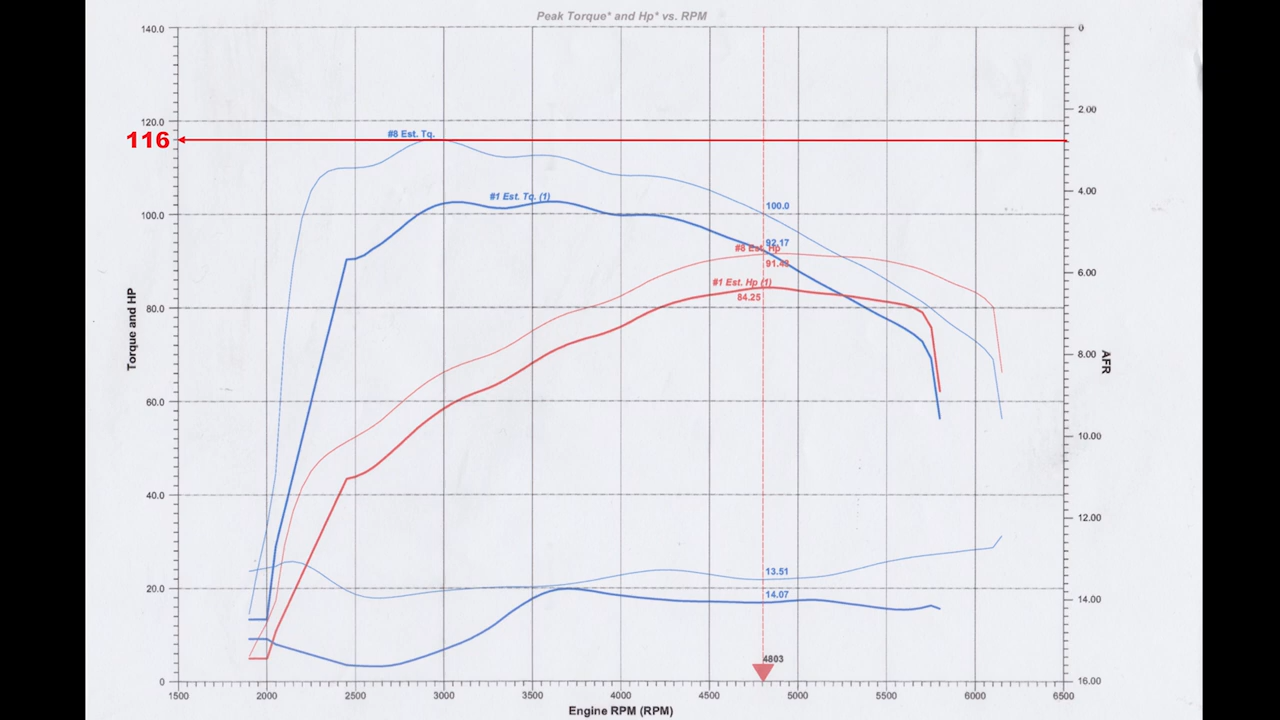 Peak Torque* and Hp* vs. RPM
140.0
120.0
116
100.0
80.0
60.0
40.0
20.0
0
Torque and HP
#8 Est. Tq.
#1 Est. Tq. (1)
100.0
92.17
#8 Est. Hp
91.48
#1 Est. Hp (1)
84.25
13.51
14.07
4803
0
2.00
4.00
6.00
8.00
10.00
12.00
14.00
16.00
AFR
1500 2000 2500 3000 3500 4000 4500 5000 5500 6000 6500
Engine RPM (RPM)